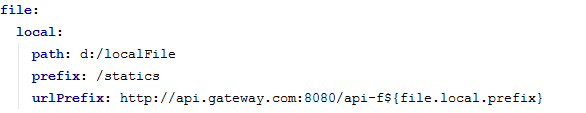 file:
  local:
    path: d:/localFile
    prefix: /statics
    urlPrefix: http://api.gateway.com:8080/api-f${file.local.prefix}